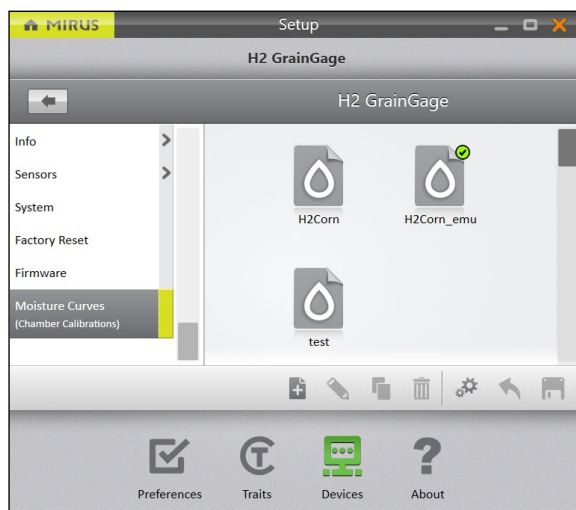 MIRUS
Setup
H2 GrainGage
H2 GrainGage
Info
Sensors
System
Factory Reset
Firmware
Moisture Curves
(Chamber Calibrations)
H2Corn
H2Corn_emu
test
Preferences
Traits
Devices
About